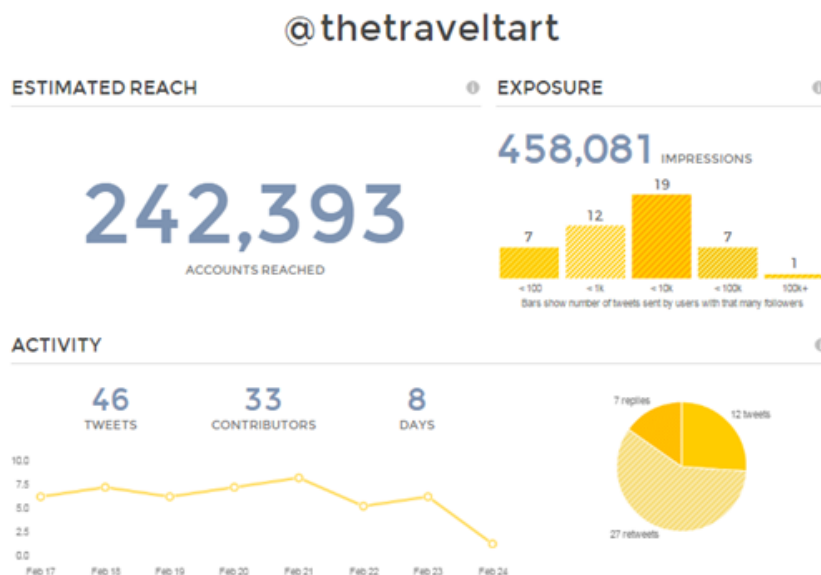 @thetraveltart
ESTIMATED REACH
242,393
ACCOUNTS REACHED
EXPOSURE
458,081 IMPRESSIONS
7 12 19 7 1
< 100 < 1k < 10k < 100k 100k+
Bars show number of tweets sent by users with that many followers
ACTIVITY
46 33 8
TWEETS CONTRIBUTORS DAYS
10.0
7.5
5.0
2.5
0.0
Feb 17 Feb 18 Feb 19 Feb 20 Feb 21 Feb 22 Feb 23 Feb 24
7 replies
12 tweets
27 retweets